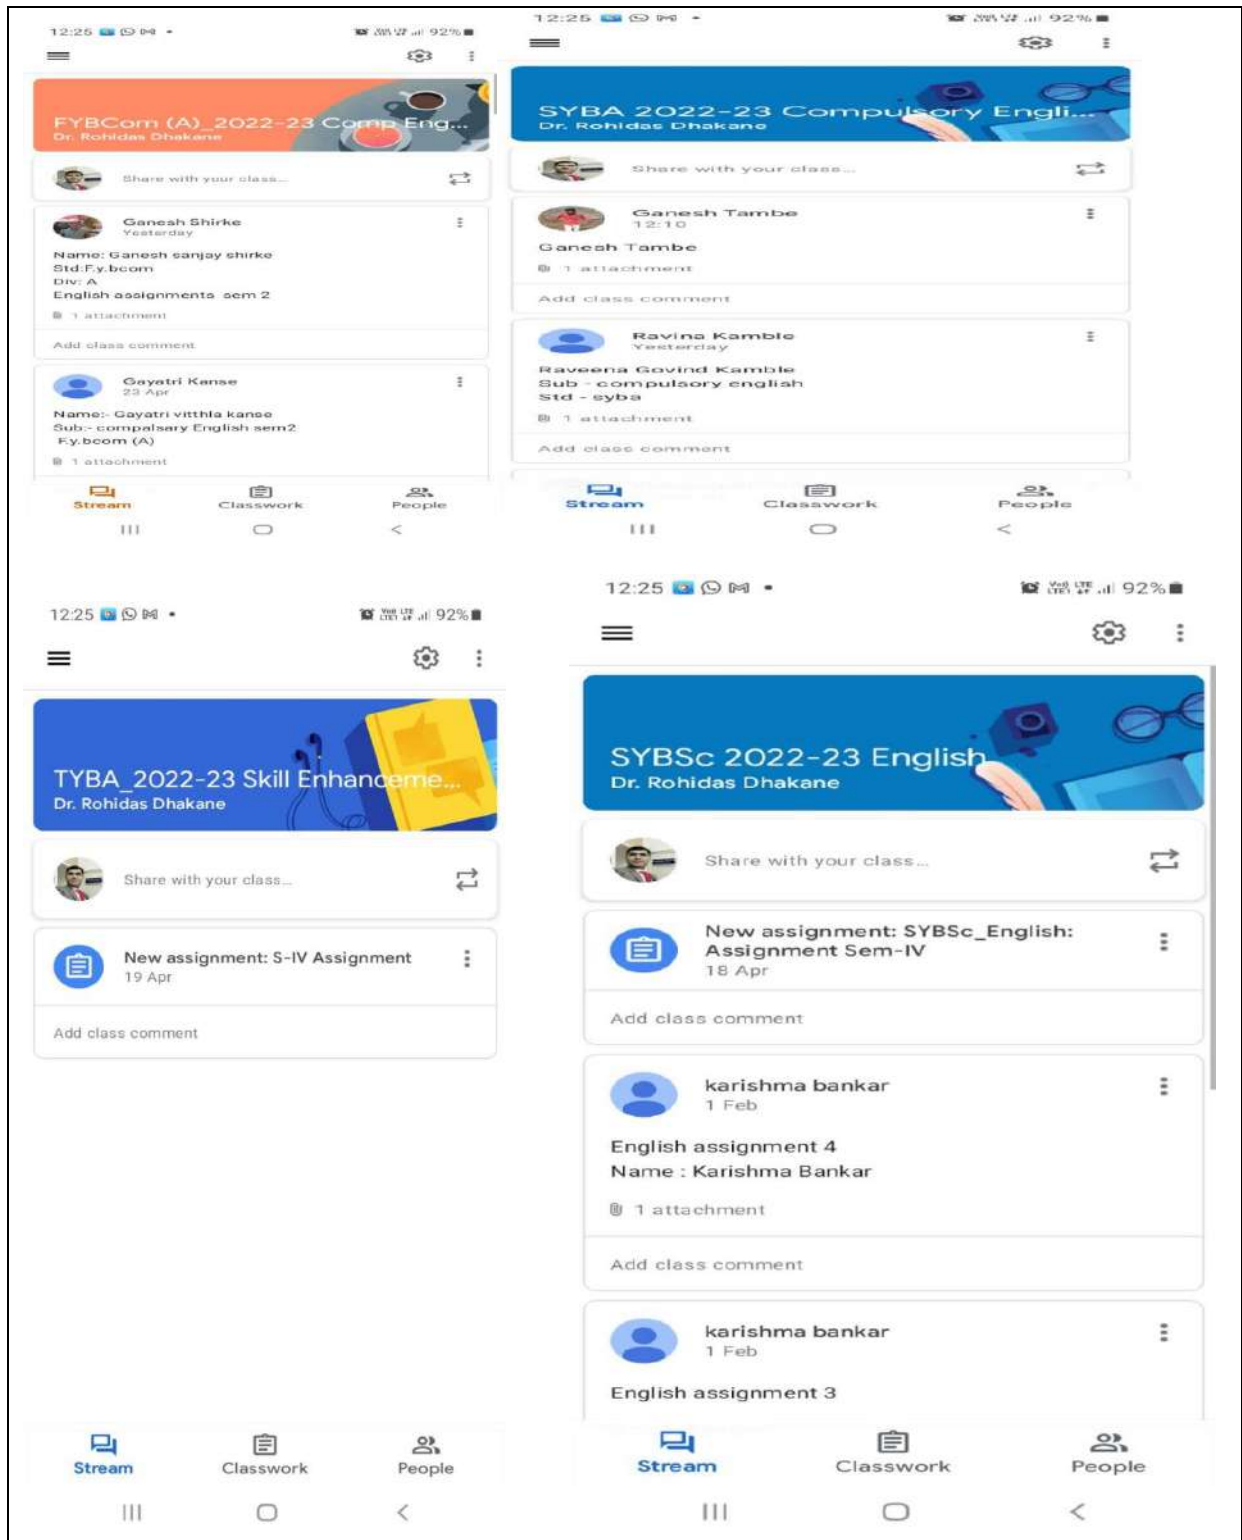 12:25
92%
FYBCom (A)_2022-23 Comp Eng...
Dr. Rohidas Dhakane
Share with your class...
Ganesh Shirke
Yesterday
Name: Ganesh sanjay shirke
Std:F.y.bcom
Div: A
English assignments sem 2
1 attachment
Add class comment
Gayatri Kanse
23 Apr
Name:- Gayatri vitthla kanse
Sub:- compalsary English sem2
F.y.bcom (A)
1 attachment
Stream
Classwork
People
12:25
92%
SYBA 2022-23 Compulsory Engli...
Dr. Rohidas Dhakane
Share with your class...
Ganesh Tambe
12:10
Ganesh Tambe
1 attachment
Add class comment
Ravina Kamble
Yesterday
Raveena Govind Kamble
Sub - compulsory english
Std - syba
1 attachment
Add class comment
Stream
Classwork
People
12:25
92%
TYBA_2022-23 Skill Enhanceme...
Dr. Rohidas Dhakane
Share with your class...
New assignment: S-IV Assignment
19 Apr
Add class comment
Stream
Classwork
People
12:25
92%
SYBSc 2022-23 English
Dr. Rohidas Dhakane
Share with your class...
New assignment: SYBSc_English:
Assignment Sem-IV
18 Apr
Add class comment
karishma bankar
1 Feb
English assignment 4
Name : Karishma Bankar
1 attachment
Add class comment
karishma bankar
1 Feb
English assignment 3
Stream
Classwork
People